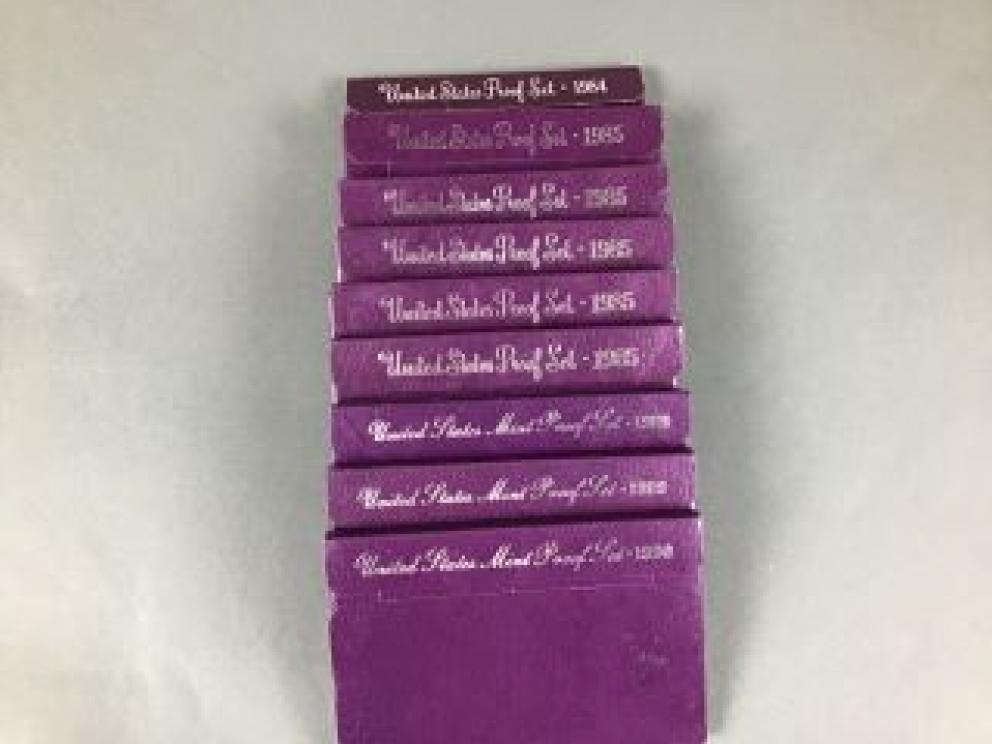 United States Proof Set - 1984
United States Proof Set - 1985
United States Proof Set - 1985
United States Proof Set - 1985
United States Proof Set - 1985
United States Proof Set - 1985
United States Mint Proof Set -
United States Mint Proof Set -
United States Mint Proof Set - 1990